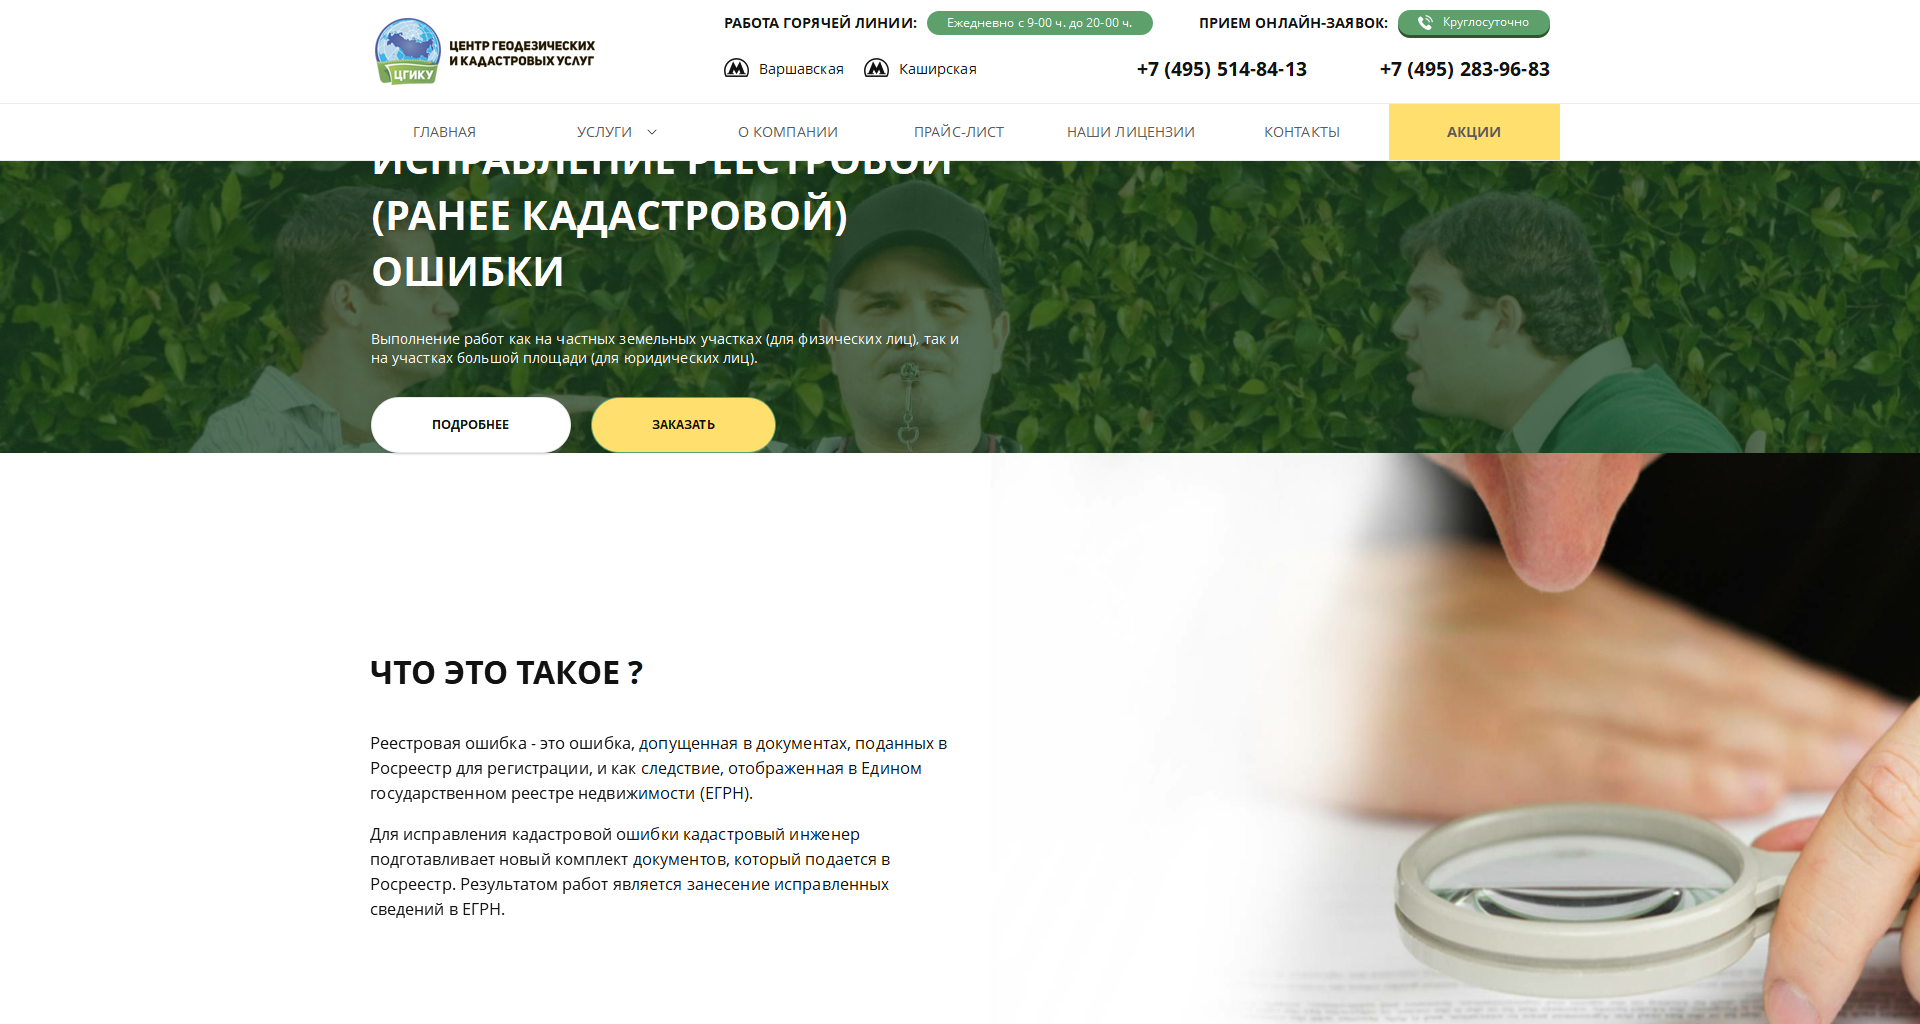 ЦЕНТР ГЕОДЕЗИЧЕСКИХ
И КАДАСТРОВЫХ УСЛУГ
ЦГИКУ
РАБОТА ГОРЯЧЕЙ ЛИНИИ: Ежедневно с 9-00 ч. до 20-00 ч.
ПРИЕМ ОНЛАЙН-ЗАЯВОК: Круглосуточно
Варшавская Каширская
+7 (495) 514-84-13 +7 (495) 283-96-83
ГЛАВНАЯ УСЛУГИ О КОМПАНИИ ПРАЙС-ЛИСТ НАШИ ЛИЦЕНЗИИ КОНТАКТЫ АКЦИИ
ИСПРАВЛЕНИЕ РЕЕСТРОВОЙ
(РАНЕЕ КАДАСТРОВОЙ)
ОШИБКИ
Выполнение работ как на частных земельных участках (для физических лиц), так и
на участках большой площади (для юридических лиц).
ПОДРОБНЕЕ ЗАКАЗАТЬ
ЧТО ЭТО ТАКОЕ ?
Реестровая ошибка - это ошибка, допущенная в документах, поданных в
Росреестр для регистрации, и как следствие, отображенная в Едином
государственном реестре недвижимости (ЕГРН).
Для исправления кадастровой ошибки кадастровый инженер
подготавливает новый комплект документов, который подается в
Росреестр. Результатом работ является занесение исправленных
сведений в ЕГРН.